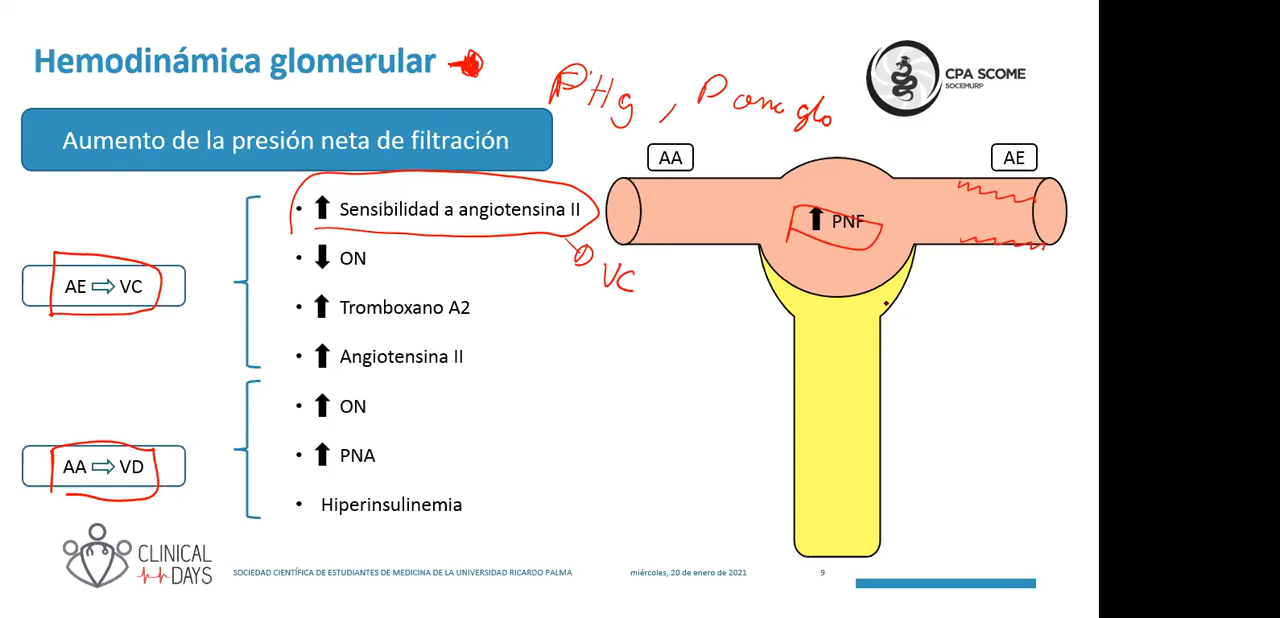 Hemodinámica glomerular
PHg, P onc glo
CPA SCOME
SOCEMURP
Aumento de la presión neta de filtración
AA
AE
• ⬆ Sensibilidad a angiotensina II
⬆ PNF
• ⬇ ON
VC
AE ⇨ VC
• ⬆ Tromboxano A2
• ⬆ Angiotensina II
• ⬆ ON
AA ⇨ VD
• ⬆ PNA
• Hiperinsulinemia
CLINICAL
DAYS
SOCIEDAD CIENTÍFICA DE ESTUDIANTES DE MEDICINA DE LA UNIVERSIDAD RICARDO PALMA
miércoles, 20 de enero de 2021
9